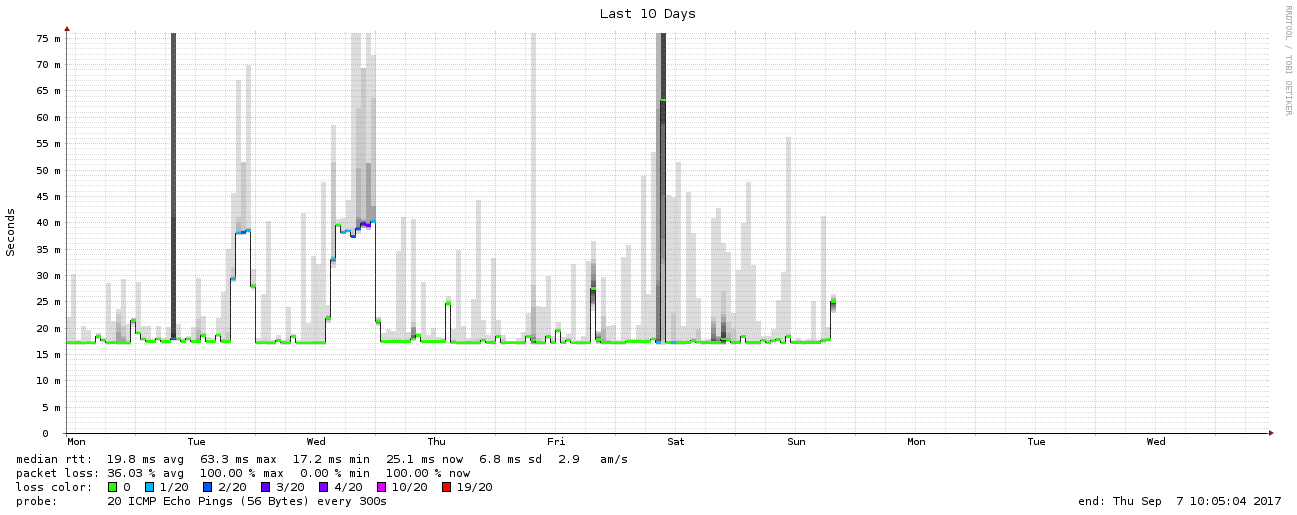 Last 10 Days
RRDTOOL / TOBI OETIKER
Seconds
75 m
70 m
65 m
60 m
55 m
50 m
45 m
40 m
35 m
30 m
25 m
20 m
15 m
10 m
5 m
0
Mon Tue Wed Thu Fri Sat Sun Mon Tue Wed
median rtt: 19.8 ms avg 63.3 ms max 17.2 ms min 25.1 ms now 6.8 ms sd 2.9 am/s
packet loss: 36.03 % avg 100.00 % max 0.00 % min 100.00 % now
loss color: 0 1/20 2/20 3/20 4/20 10/20 19/20
probe: 20 ICMP Echo Pings (56 Bytes) every 300s end: Thu Sep 7 10:05:04 2017